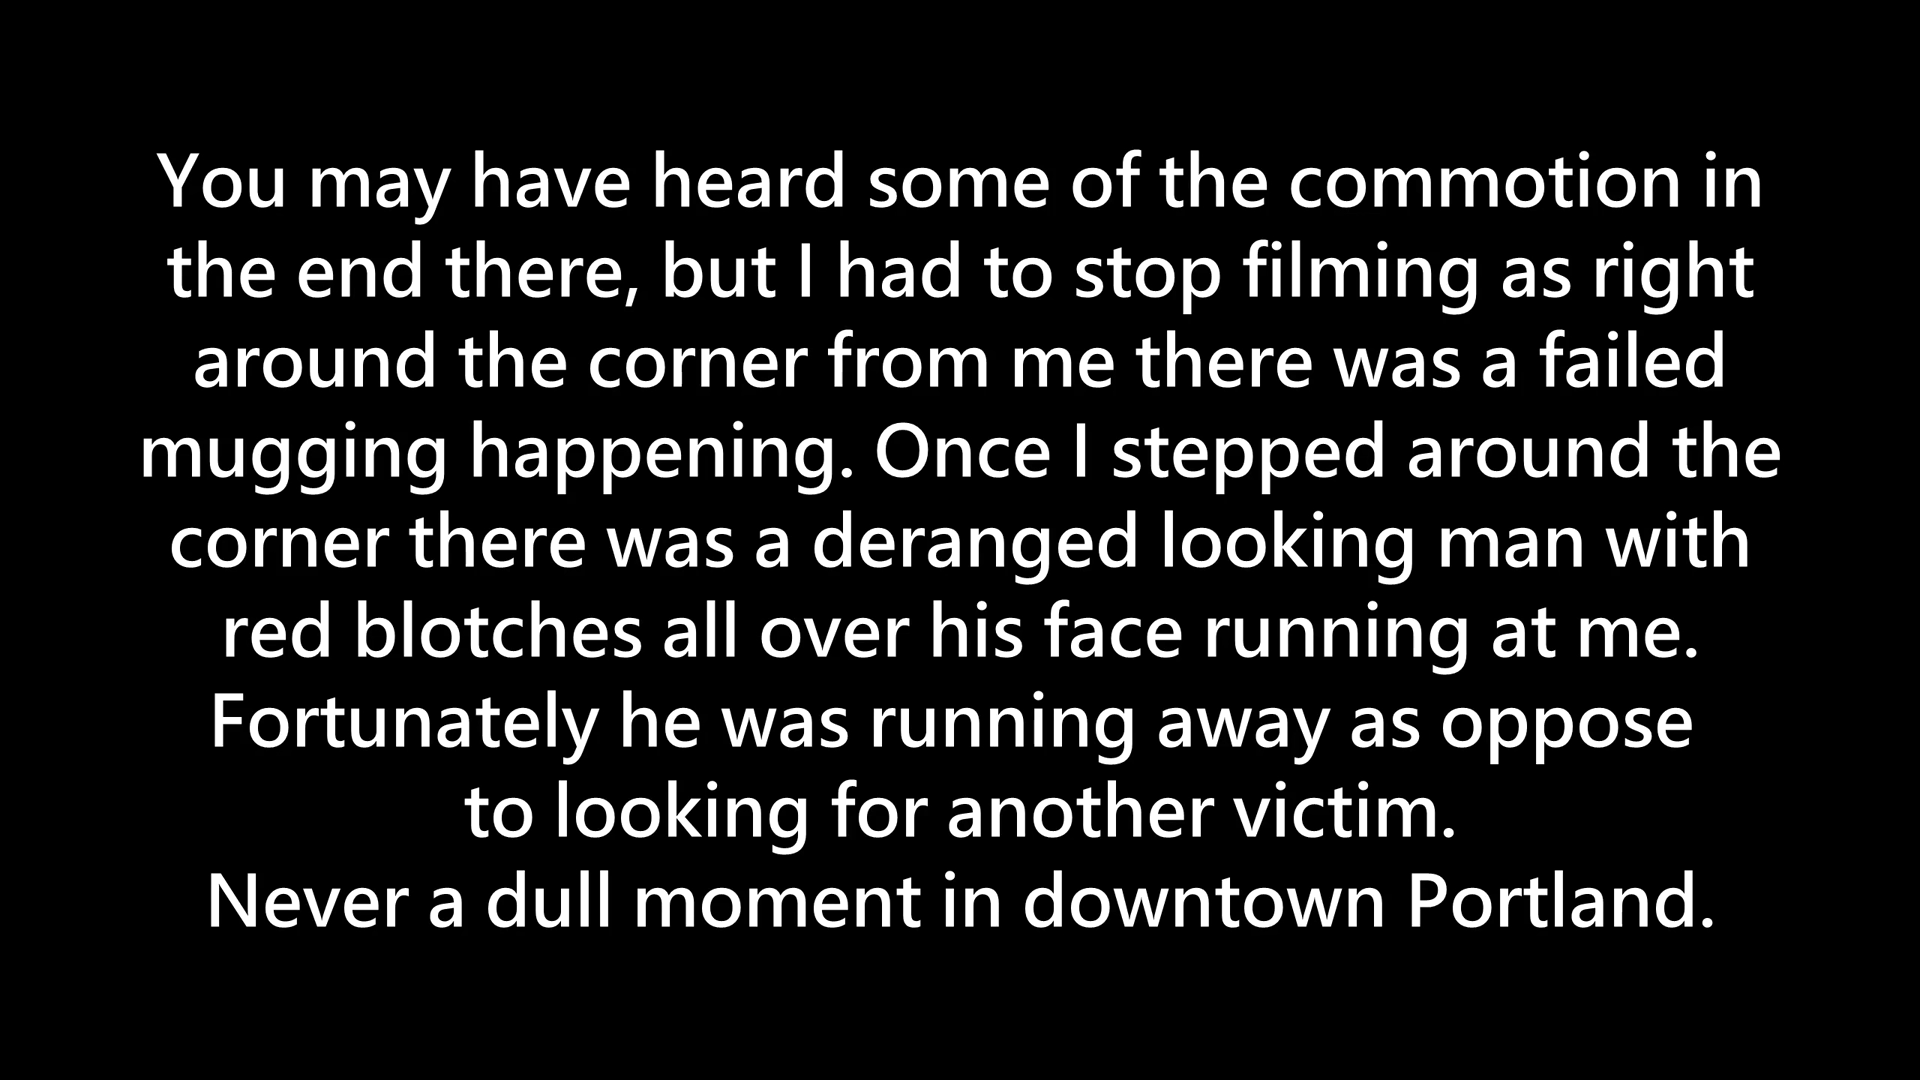 You may have heard some of the commotion in
the end there, but I had to stop filming as right
around the corner from me there was a failed
mugging happening. Once I stepped around the
corner there was a deranged looking man with
red blotches all over his face running at me.
Fortunately he was running away as oppose
to looking for another victim.
Never a dull moment in downtown Portland.